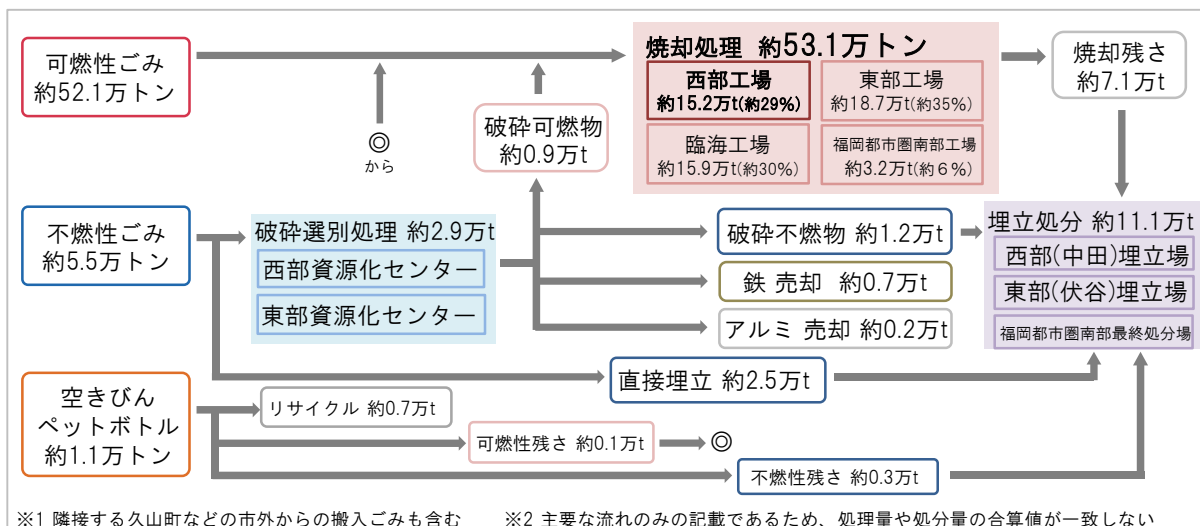 可燃性ごみ
約52.1万トン
◎
から
破砕可燃物
約0.9万t
焼却処理 約53.1万トン
西部工場
約15.2万t(約29%)
東部工場
約18.7万t(約35%)
臨海工場
約15.9万t(約30%)
福岡都市圏南部工場
約3.2万t(約6%)
焼却残さ
約7.1万t
不燃性ごみ
約5.5万トン
破砕選別処理 約2.9万t
西部資源化センター
東部資源化センター
破砕不燃物 約1.2万t
鉄 売却 約0.7万t
アルミ 売却 約0.2万t
埋立処分 約11.1万t
西部(中田)埋立場
東部(伏谷)埋立場
福岡都市圏南部最終処分場
直接埋立 約2.5万t
空きびん
ペットボトル
約1.1万トン
リサイクル 約0.7万t
可燃性残さ 約0.1万t
◎
不燃性残さ 約0.3万t
※1 隣接する久山町などの市外からの搬入ごみも含む
※2 主要な流れのみの記載であるため、処理量や処分量の合算値が一致しない